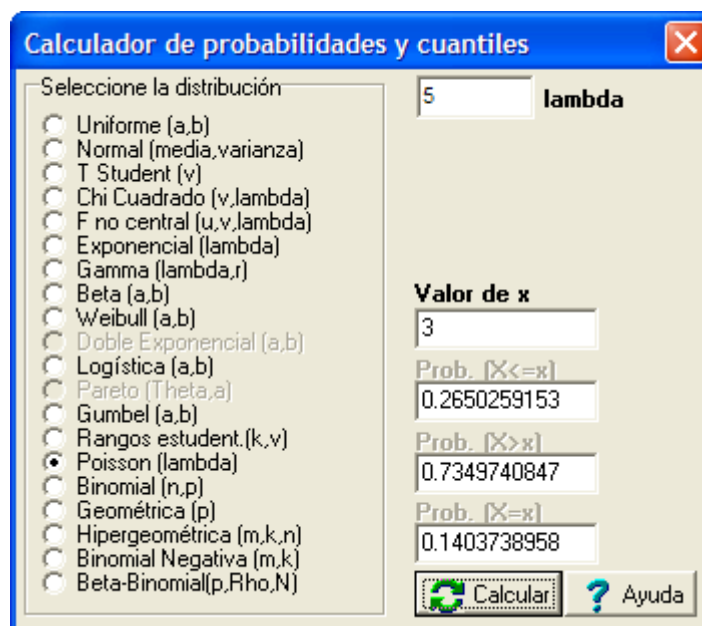 Calculador de probabilidades y cuantiles
Seleccione la distribución
Uniforme (a,b)
Normal (media,varianza)
T Student (v)
Chi Cuadrado (v,lambda)
F no central (u,v,lambda)
Exponencial (lambda)
Gamma (lambda,r)
Beta (a,b)
Weibull (a,b)
Doble Exponencial (a,b)
Logística (a,b)
Pareto (Theta,a)
Gumbel (a,b)
Rangos estudent.(k,v)
Poisson (lambda)
Binomial (n,p)
Geométrica (p)
Hipergeométrica (m,k,n)
Binomial Negativa (m,k)
Beta-Binomial(p,Rho,N)
5 lambda
Valor de x
3
Prob. (X<=x)
0.2650259153
Prob. (X>x)
0.7349740847
Prob. (X=x)
0.1403738958
Calcular
Ayuda